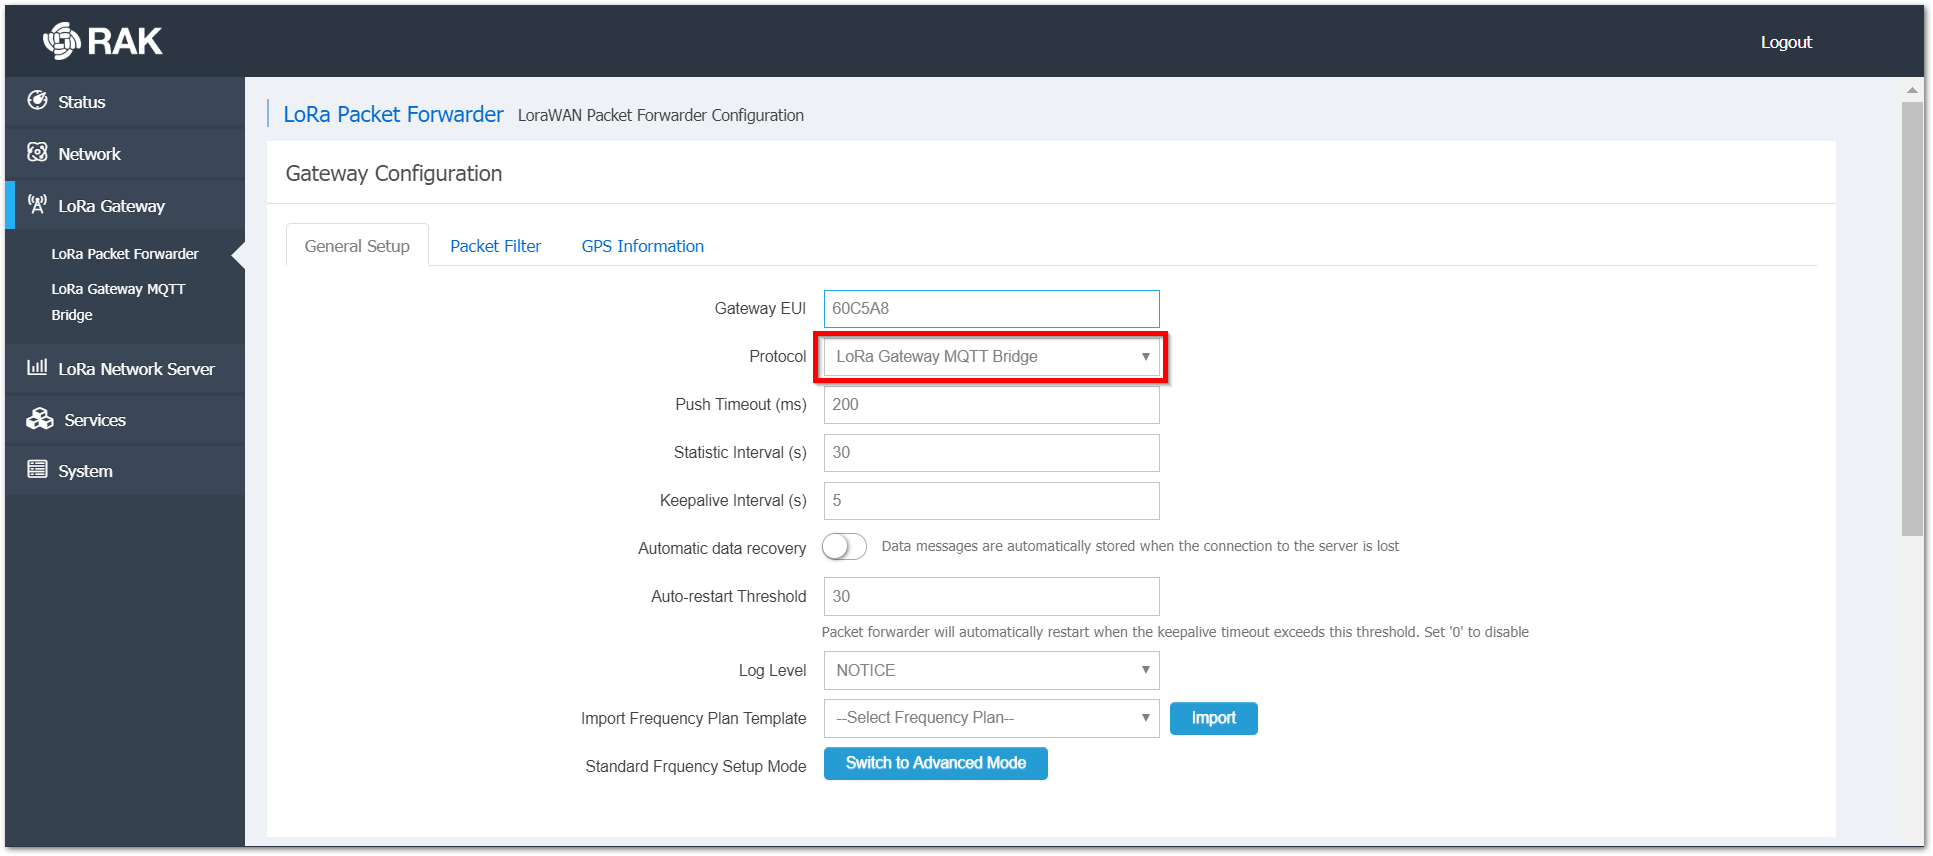 RAK
Logout
Status
Network
LoRa Gateway
LoRa Packet Forwarder
LoRa Gateway MQTT
Bridge
LoRa Network Server
Services
System
LoRa Packet Forwarder LoraWAN Packet Forwarder Configuration
Gateway Configuration
General Setup Packet Filter GPS Information
Gateway EUI 60C5A8
Protocol LoRa Gateway MQTT Bridge
Push Timeout (ms) 200
Statistic Interval (s) 30
Keepalive Interval (s) 5
Automatic data recovery Data messages are automatically stored when the connection to the server is lost
Auto-restart Threshold 30
Packet forwarder will automatically restart when the keepalive timeout exceeds this threshold. Set '0' to disable
Log Level NOTICE
Import Frequency Plan Template --Select Frequency Plan-- Import
Standard Frquency Setup Mode Switch to Advanced Mode